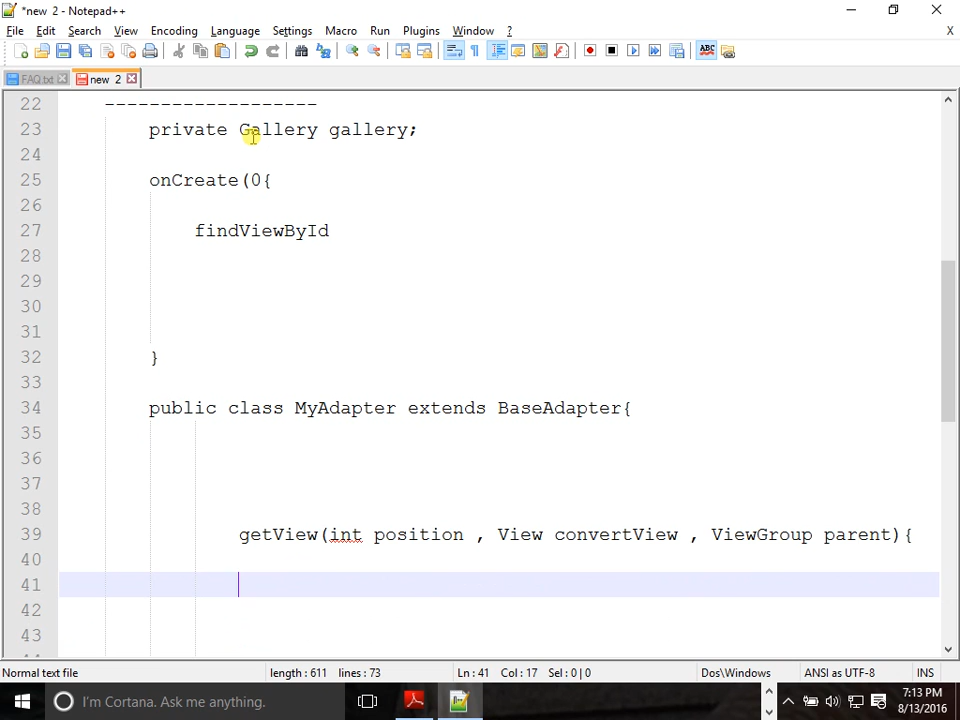 *new 2 - Notepad++
File Edit Search View Encoding Language Settings Macro Run Plugins Window ? X
ABC
FAQ.txt new 2
22 -------------------
23 private Gallery gallery;
24
25 onCreate(0{
26
27 findViewById
28
29
30
31
32 }
33
34 public class MyAdapter extends BaseAdapter{
35
36
37
38
39 getView(int position , View convertView , ViewGroup parent){
40
41
42
43
Normal text file length : 611 lines : 73 Ln : 41 Col : 17 Sel : 0 | 0 Dos\Windows ANSI as UTF-8 INS
I'm Cortana. Ask me anything.
7:13 PM
8/13/2016